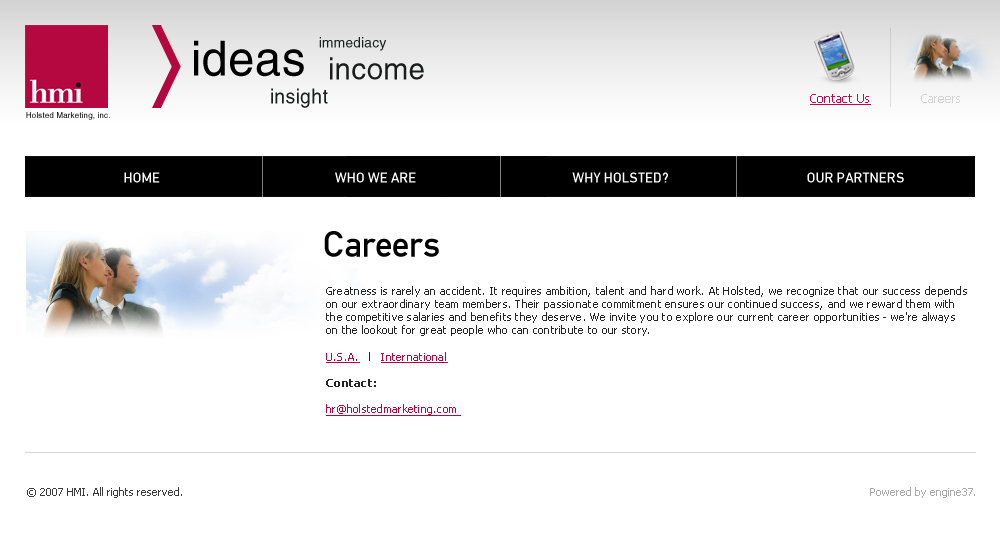 hmi
Holsted Marketing, inc.
ideas
immediacy
income
insight
Contact Us
Careers
HOME
WHO WE ARE
WHY HOLSTED?
OUR PARTNERS
Careers
Greatness is rarely an accident. It requires ambition, talent and hard work. At Holsted, we recognize that our success depends
on our extraordinary team members. Their passionate commitment ensures our continued success, and we reward them with
the competitive salaries and benefits they deserve. We invite you to explore our current career opportunities - we're always
on the lookout for great people who can contribute to our story.
U.S.A. | International
Contact:
hr@holstedmarketing.com
© 2007 HMI. All rights reserved.
Powered by engine37.